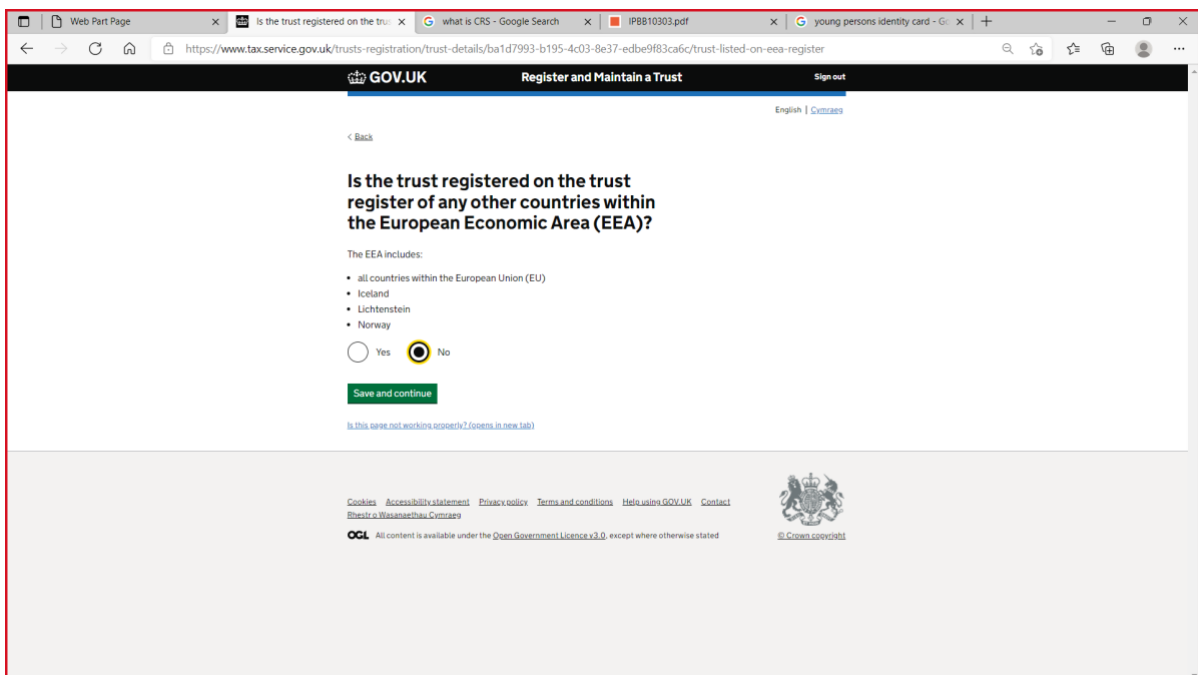 Web Part Page
Is the trust registered on the trus
what is CRS - Google Search
IPBB10303.pdf
young persons identity card - Go
https://www.tax.service.gov.uk/trusts-registration/trust-details/ba1d7993-b195-4c03-8e37-edbe9f83ca6c/trust-listed-on-eea-register
GOV.UK Register and Maintain a Trust Sign out
English | Cymraeg
< Back
Is the trust registered on the trust
register of any other countries within
the European Economic Area (EEA)?
The EEA includes:
• all countries within the European Union (EU)
• Iceland
• Lichtenstein
• Norway
Yes No
Save and continue
Is this page not working properly? (opens in new tab)
Cookies Accessibility statement Privacy policy Terms and conditions Help using GOV.UK Contact
Rhestr o Wasanaethau Cymraeg
OGL All content is available under the Open Government Licence v3.0, except where otherwise stated
© Crown copyright